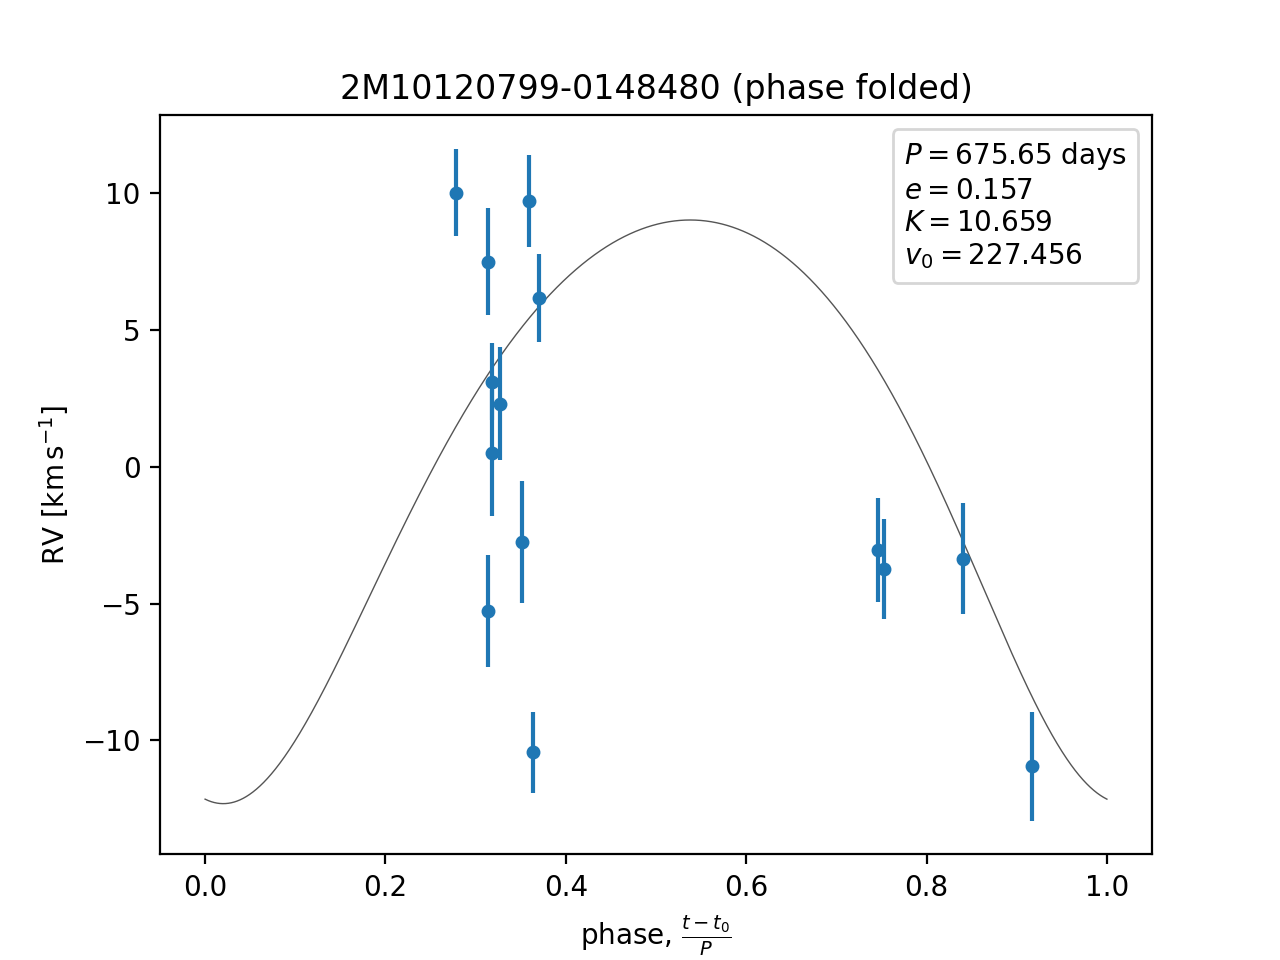 2M10120799-0148480 (phase folded)
P = 675.65 days
e = 0.157
K = 10.659
v₀ = 227.456
RV [km s⁻¹]
10
5
0
−5
−10
0.0 0.2 0.4 0.6 0.8 1.0
phase, (t − t₀)/P